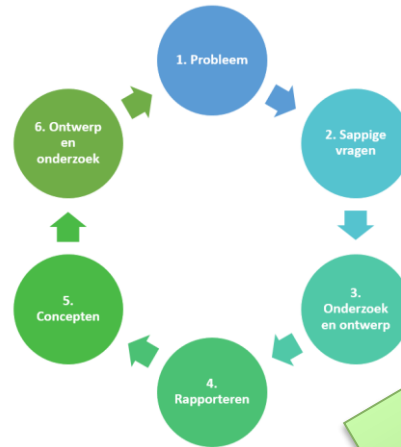 1. Probleem
2. Sappige
vragen
3.
Onderzoek
en ontwerp
4.
Rapporteren
5.
Concepten
6. Ontwerp
en
onderzoek